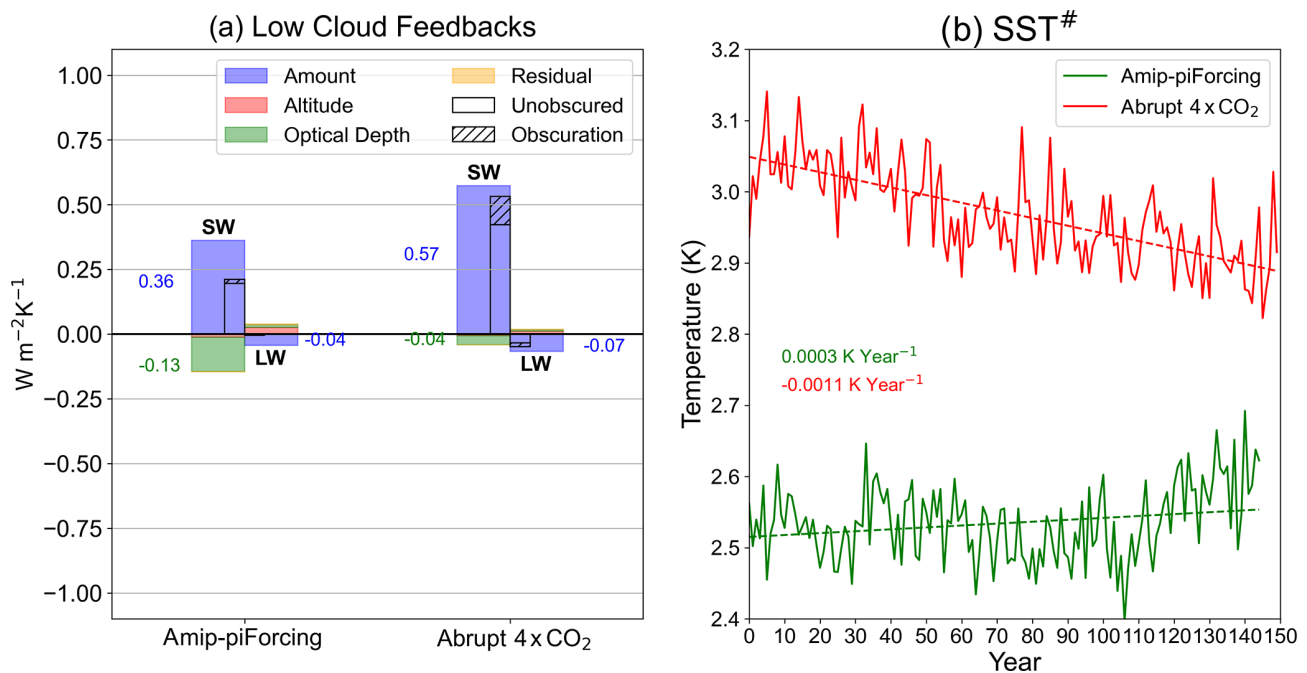 (a) Low Cloud Feedbacks
1.00
0.75
0.50
0.25
0.00
−0.25
−0.50
−0.75
−1.00
W m⁻²K⁻¹
Amount
Altitude
Optical Depth
Residual
Unobscured
Obscuration
SW
0.36
-0.13
-0.04
LW
SW
0.57
-0.04
-0.07
LW
Amip-piForcing
Abrupt 4 x CO₂
(b) SST#
3.2
3.1
3.0
2.9
2.8
2.7
2.6
2.5
2.4
Temperature (K)
Amip-piForcing
Abrupt 4 x CO₂
0.0003 K Year⁻¹
-0.0011 K Year⁻¹
0 10 20 30 40 50 60 70 80 90 100 110 120 130 140 150
Year